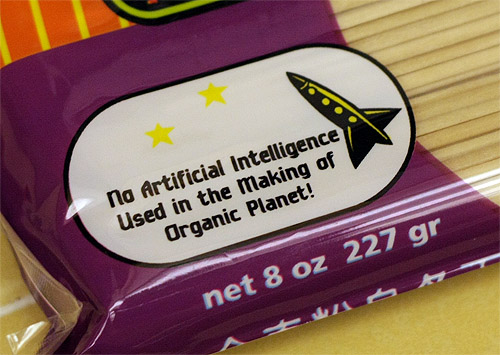 No Artificial Intelligence
Used in the Making of
Organic Planet!
net 8 oz 227 gr